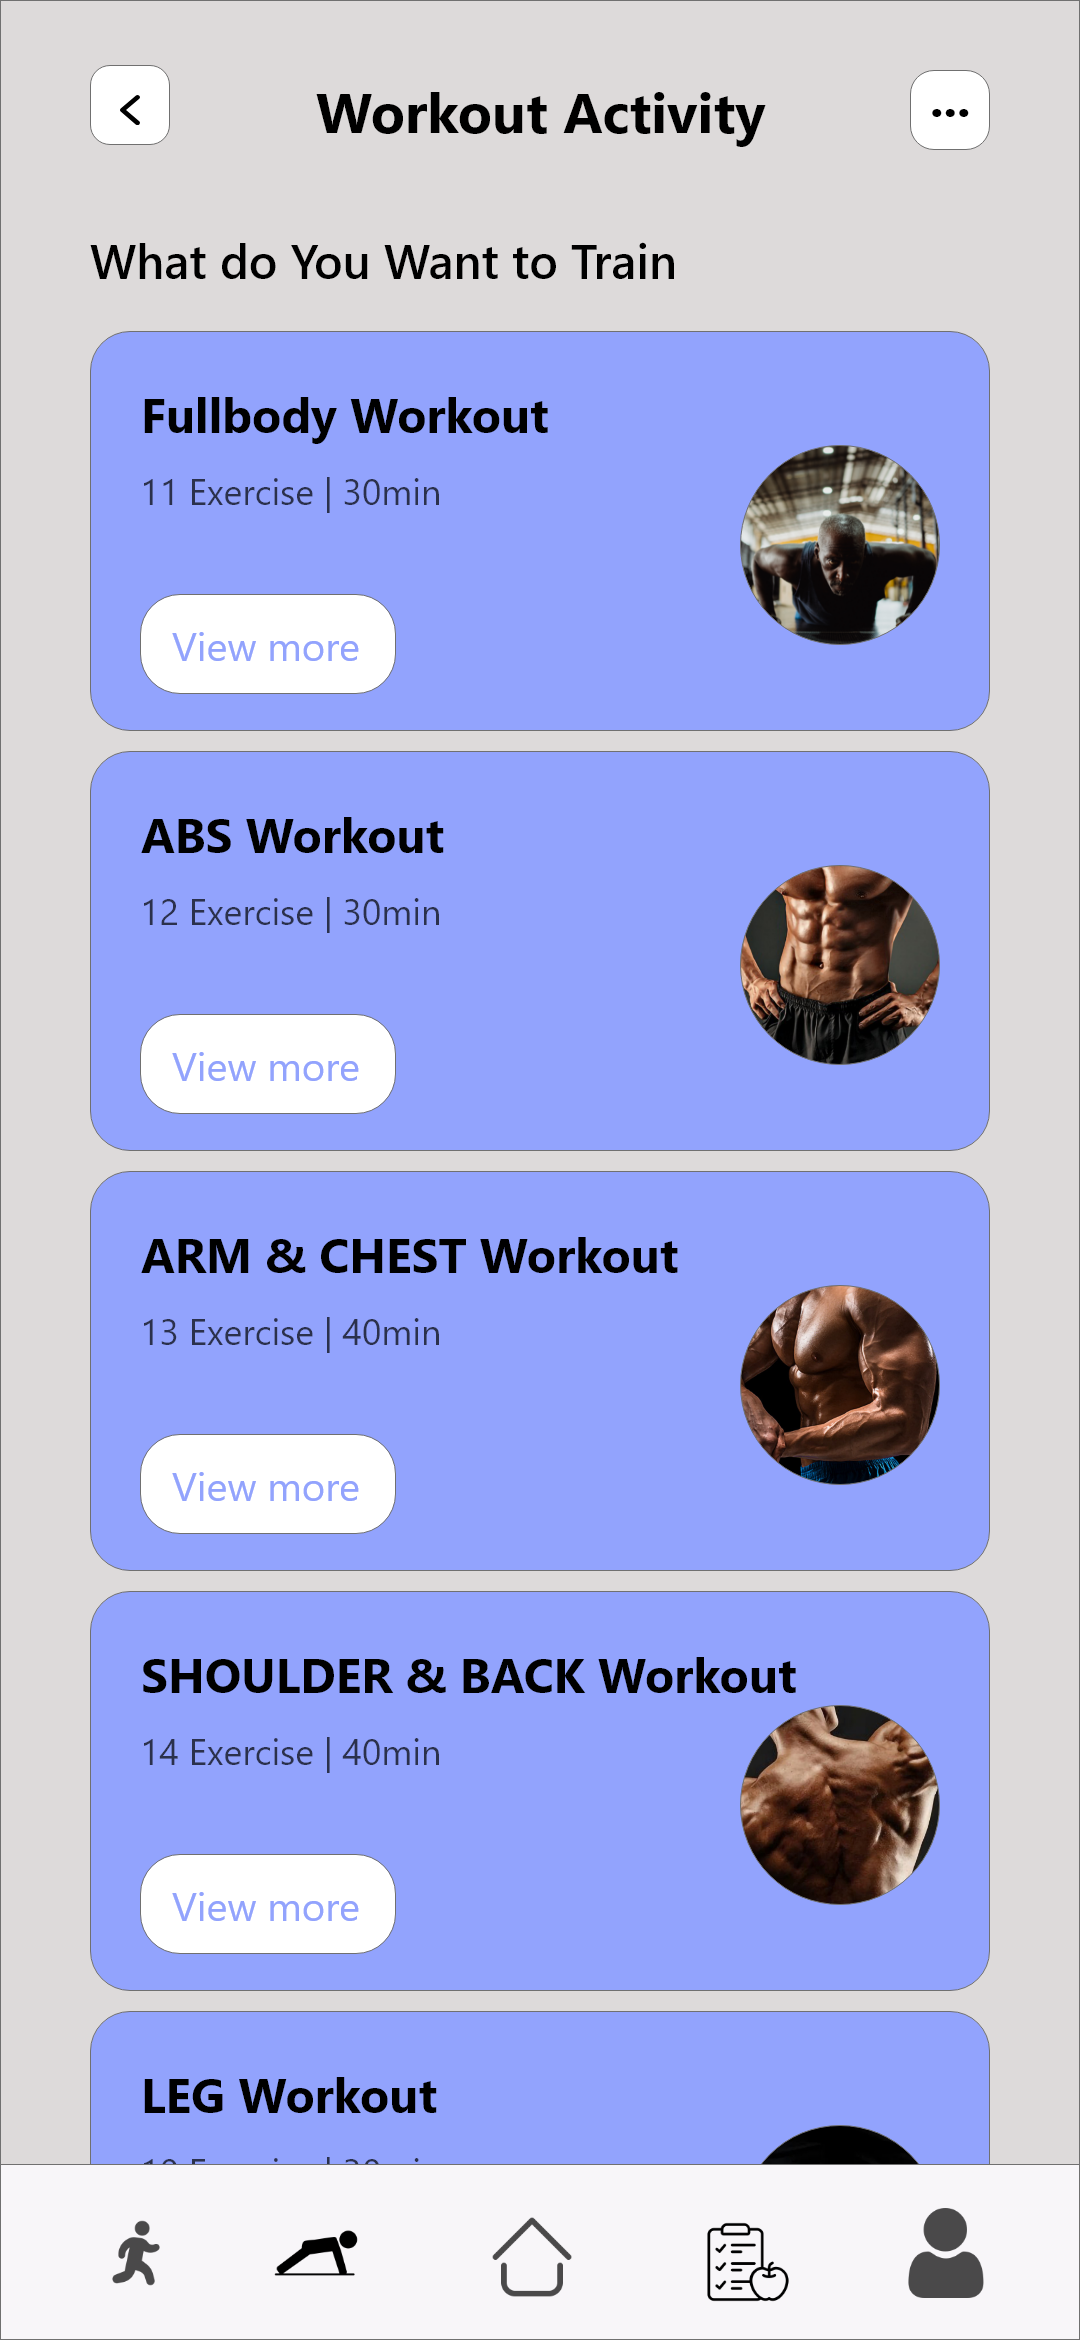 Workout Activity
What do You Want to Train
Fullbody Workout
11 Exercise | 30min
View more
ABS Workout
12 Exercise | 30min
View more
ARM & CHEST Workout
13 Exercise | 40min
View more
SHOULDER & BACK Workout
14 Exercise | 40min
View more
LEG Workout